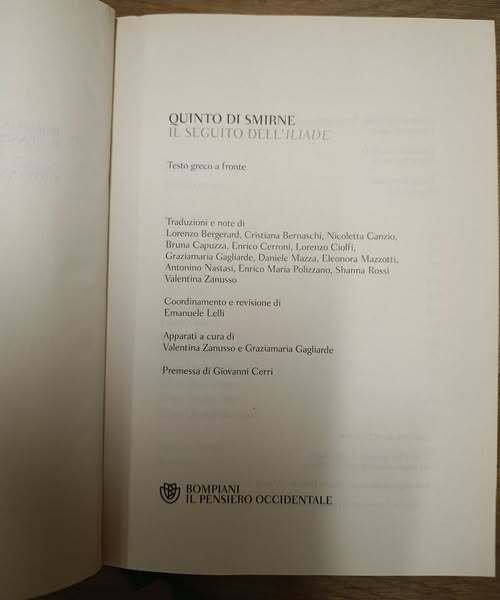 QUINTO DI SMIRNE
IL SEGUITO DELL'ILIADE
Testo greco a fronte
Traduzioni e note di
Lorenzo Bergerard, Cristiana Bernaschi, Nicoletta Canzio,
Bruna Capuzza, Enrico Cerroni, Lorenzo Ciolfi,
Graziamaria Gagliarde, Daniele Mazza, Eleonora Mazzotti,
Antonino Nastasi, Enrico Maria Polizzano, Shanna Rossi
Valentina Zanusso
Coordinamento e revisione di
Emanuele Lelli
Apparati a cura di
Valentina Zanusso e Graziamaria Gagliarde
Premessa di Giovanni Cerri
BOMPIANI
IL PENSIERO OCCIDENTALE